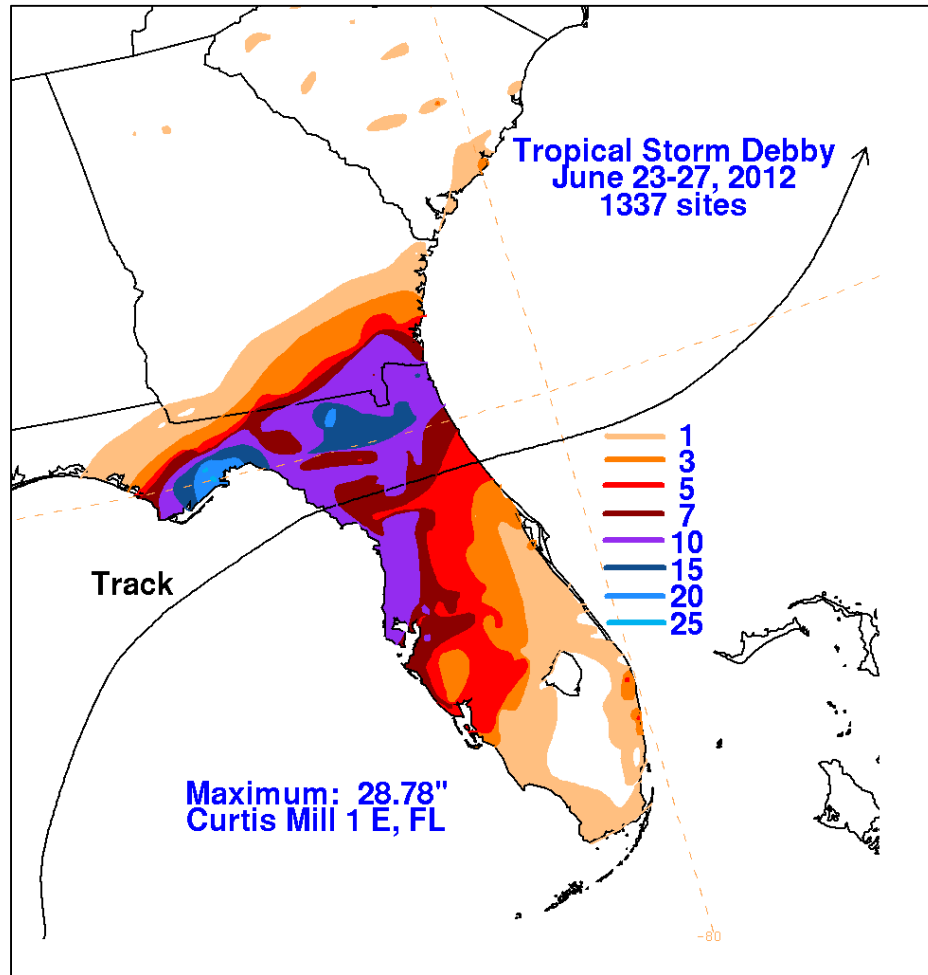 Tropical Storm Debby
June 23-27, 2012
1337 sites
1
3
5
7
10
15
20
25
Track
Maximum: 28.78"
Curtis Mill 1 E, FL
-80